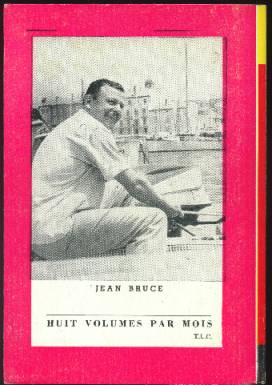 JEAN BRUCE
HUIT VOLUMES PAR MOIS
T.l.c.